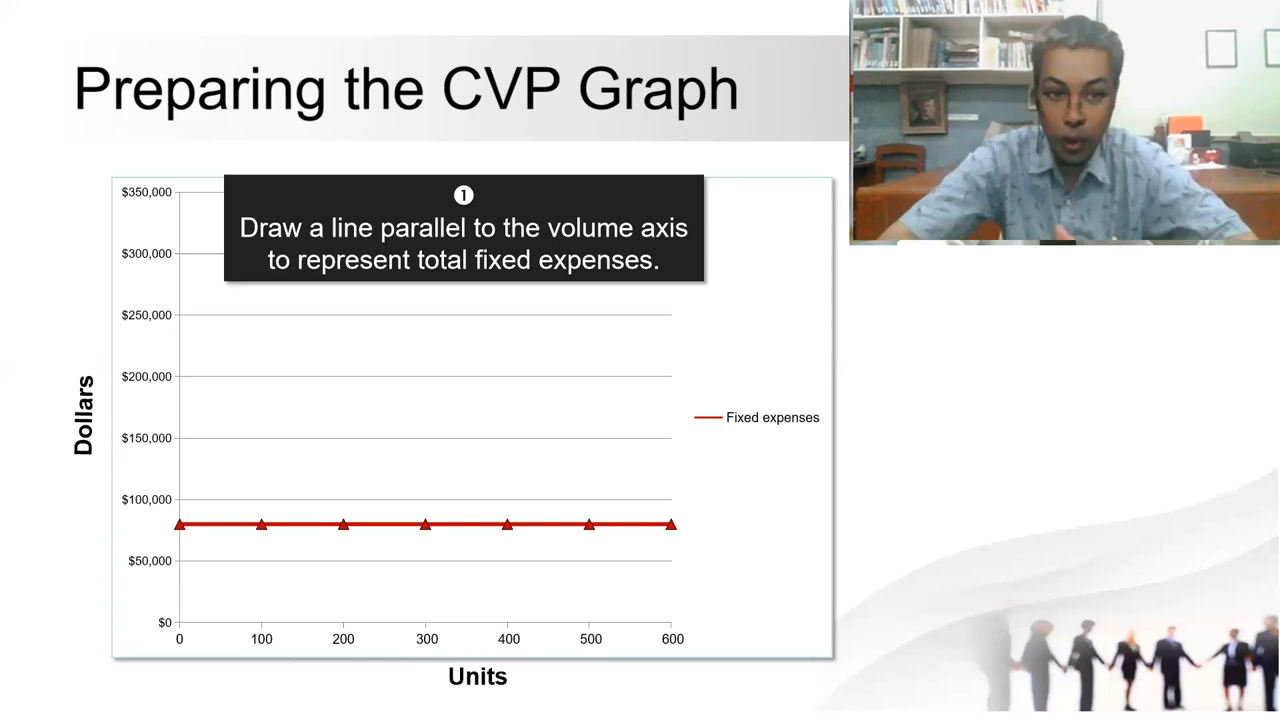 Preparing the CVP Graph
❶
Draw a line parallel to the volume axis
to represent total fixed expenses.
$350,000
$300,000
$250,000
$200,000
$150,000
$100,000
$50,000
$0
0 100 200 300 400 500 600
Dollars
Units
Fixed expenses